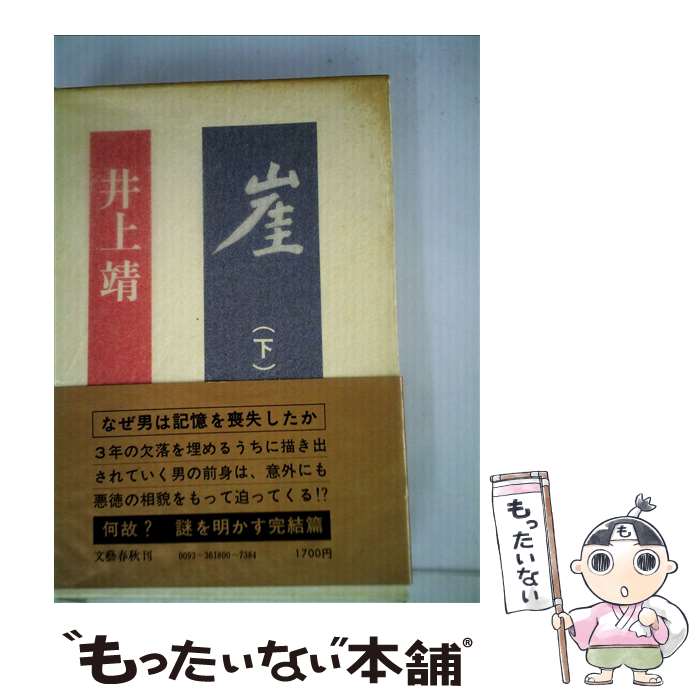 崖
（下）
井上靖
なぜ男は記憶を喪失したか
3年の欠落を埋めるうちに描き出
されていく男の前身は、意外にも
悪徳の相貌をもって迫ってくる!?
何故？　謎を明かす完結篇
文藝春秋刊　0093-361800-7384　1700円
もったいない
も
"もったいない"本舗®